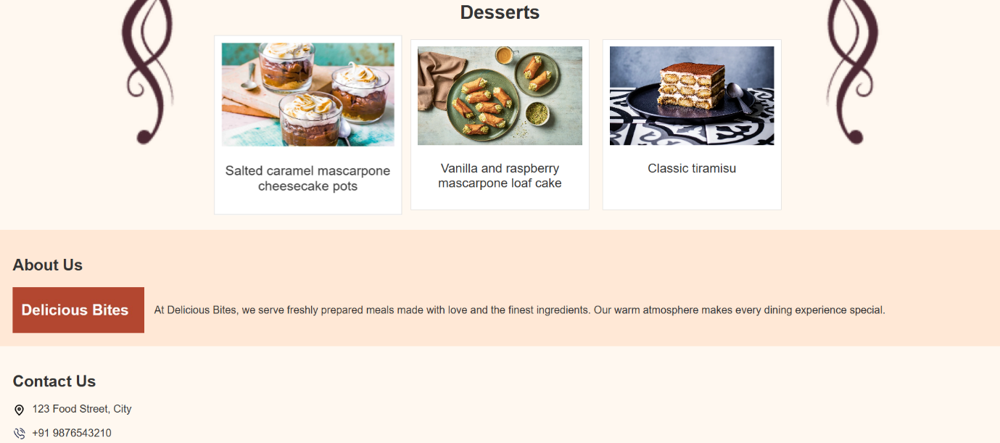 Desserts
Salted caramel mascarpone
cheesecake pots
Vanilla and raspberry
mascarpone loaf cake
Classic tiramisu
About Us
Delicious Bites
At Delicious Bites, we serve freshly prepared meals made with love and the finest ingredients. Our warm atmosphere makes every dining experience special.
Contact Us
123 Food Street, City
+91 9876543210